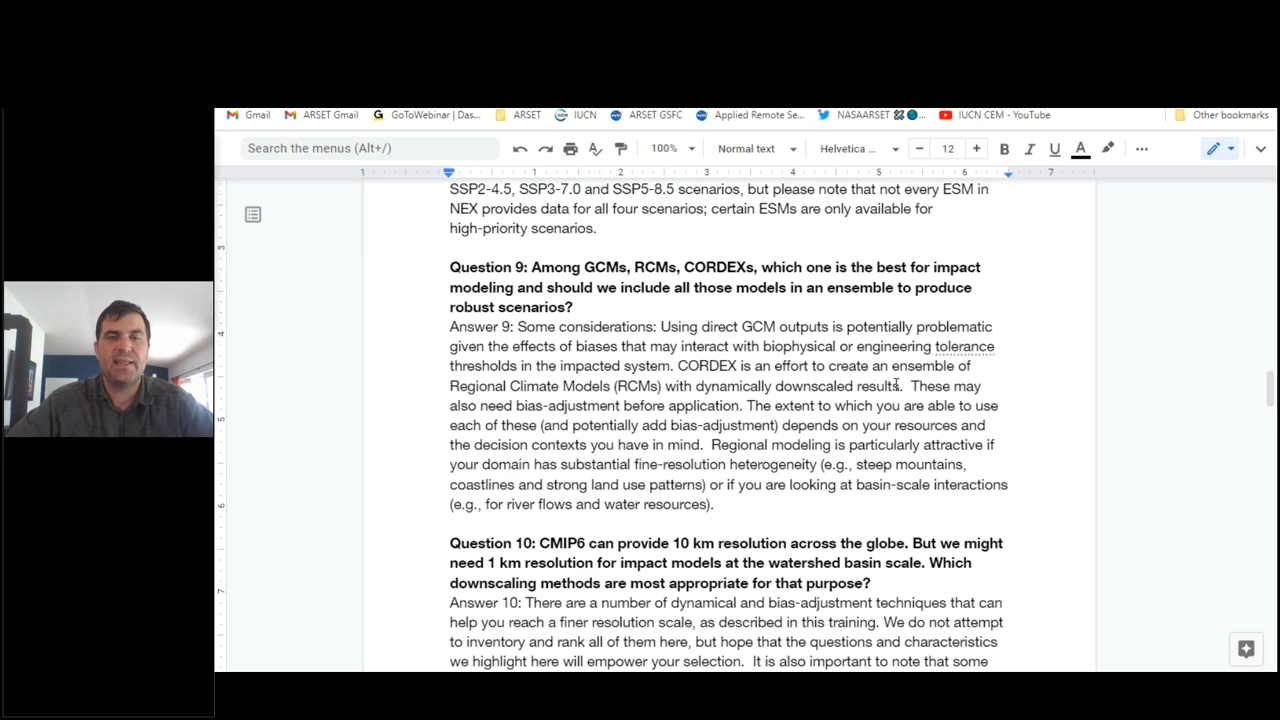 Gmail ARSET Gmail GoToWebinar | Das... ARSET IUCN ARSET GSFC Applied Remote Se... NASAARSET IUCN CEM - YouTube Other bookmarks
Search the menus (Alt+/) 100% Normal text Helvetica ... 12 B I U A
1 1 2 3 4 5 6 7
SSP2-4.5, SSP3-7.0 and SSP5-8.5 scenarios, but please note that not every ESM in
NEX provides data for all four scenarios; certain ESMs are only available for
high-priority scenarios.
3
Question 9: Among GCMs, RCMs, CORDEXs, which one is the best for impact
modeling and should we include all those models in an ensemble to produce
robust scenarios?
Answer 9: Some considerations: Using direct GCM outputs is potentially problematic
4
given the effects of biases that may interact with biophysical or engineering tolerance
thresholds in the impacted system. CORDEX is an effort to create an ensemble of
Regional Climate Models (RCMs) with dynamically downscaled results. These may
also need bias-adjustment before application. The extent to which you are able to use
5
each of these (and potentially add bias-adjustment) depends on your resources and
the decision contexts you have in mind. Regional modeling is particularly attractive if
your domain has substantial fine-resolution heterogeneity (e.g., steep mountains,
coastlines and strong land use patterns) or if you are looking at basin-scale interactions
6
(e.g., for river flows and water resources).
Question 10: CMIP6 can provide 10 km resolution across the globe. But we might
need 1 km resolution for impact models at the watershed basin scale. Which
downscaling methods are most appropriate for that purpose?
7
Answer 10: There are a number of dynamical and bias-adjustment techniques that can
help you reach a finer resolution scale, as described in this training. We do not attempt
to inventory and rank all of them here, but hope that the questions and characteristics
we highlight here will empower your selection. It is also important to note that some